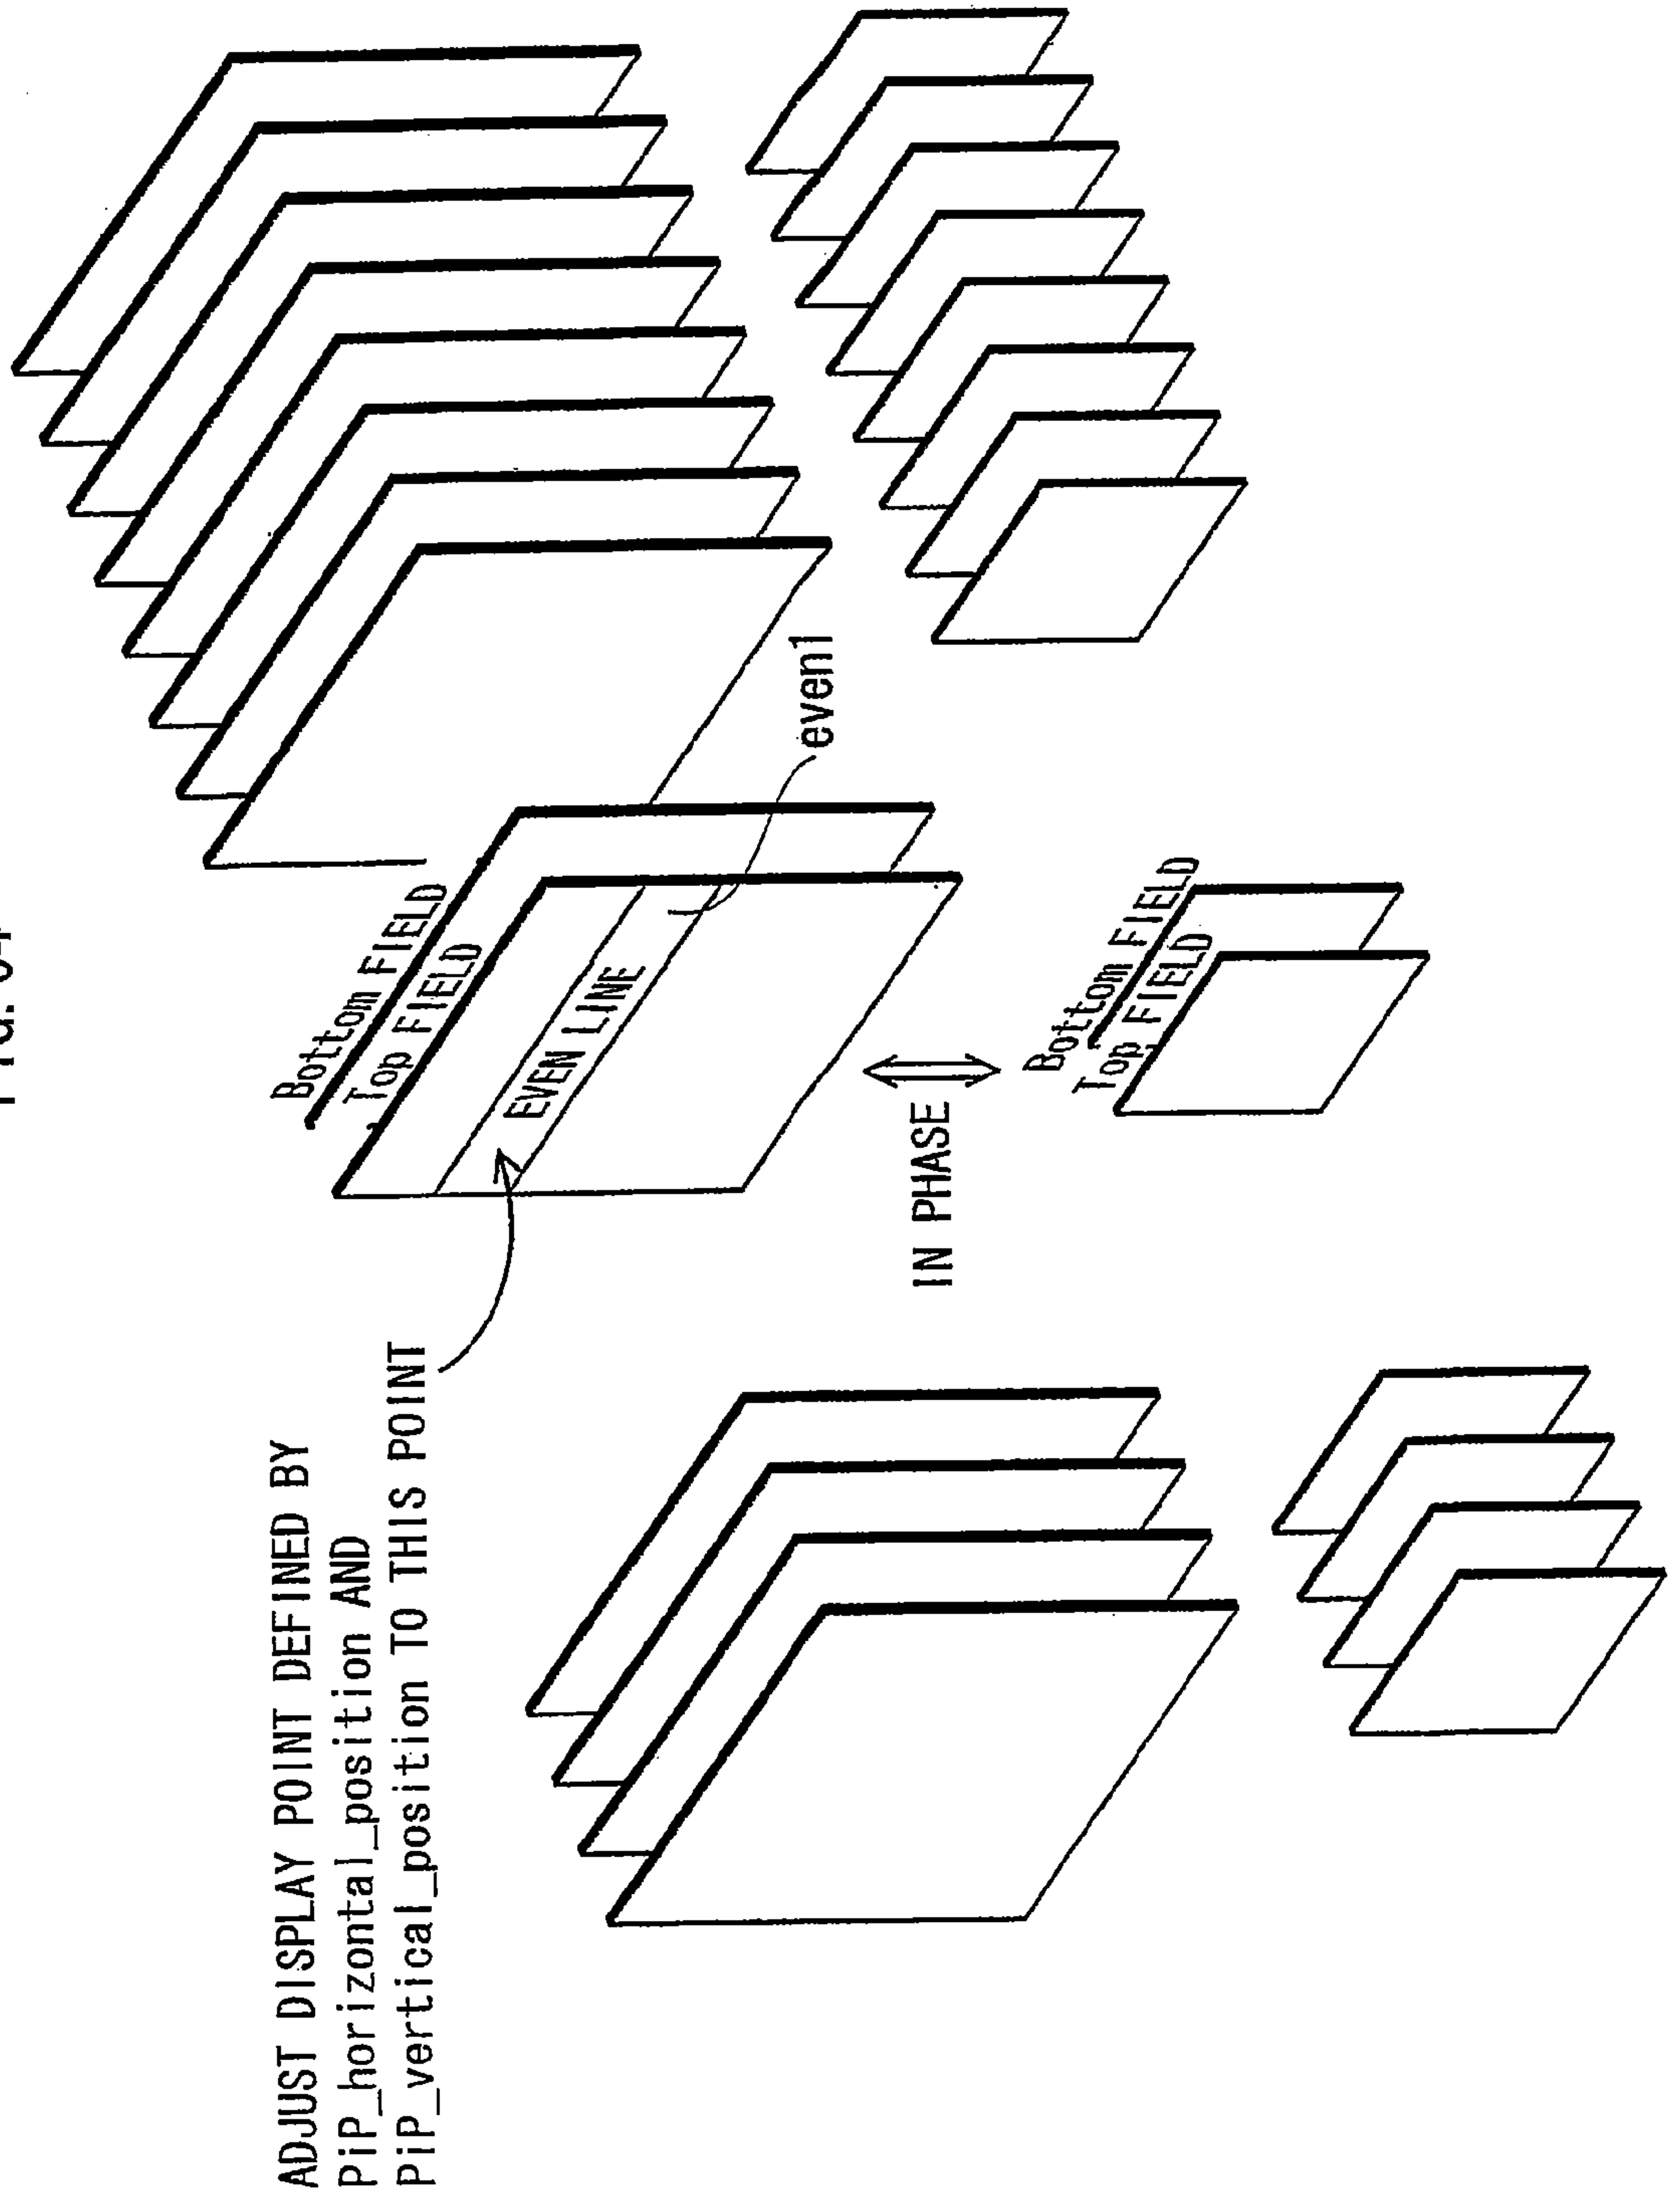 ADJUST DISPLAY POINT DEFINED BY
PiP_horizontal_position AND
PiP_vertical_position TO THIS POINT
Bottom FIELD
Top FIELD
EVEN LINE
even1
IN PHASE
Bottom FIELD
Top FIELD